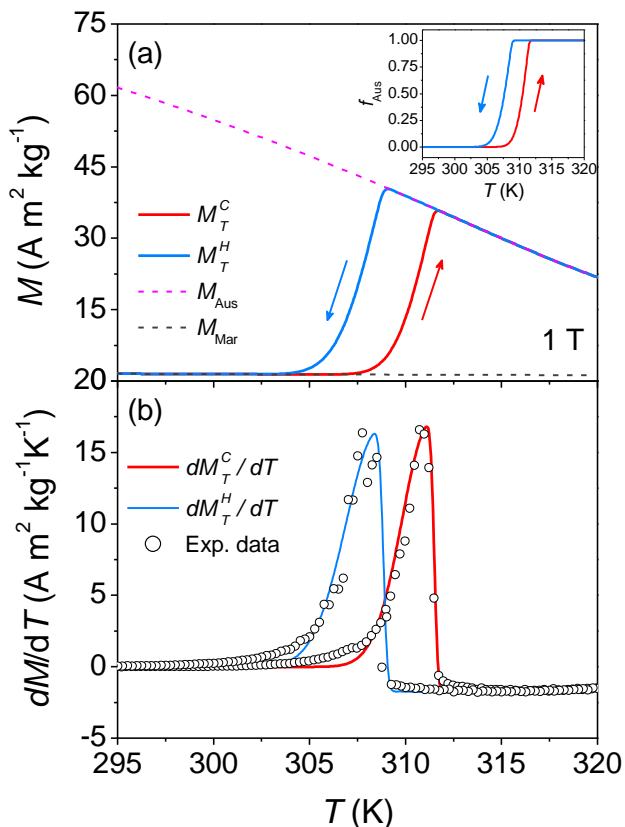 (a)
M (A m² kg⁻¹)
75
60
45
30
15
20
M_T^C
M_T^H
M_Aus
M_Mar
1 T
f_Aus
1.00
0.75
0.50
0.25
0.00
295 300 305 310 315 320
T (K)
(b)
dM/dT (A m² kg⁻¹K⁻¹)
15
10
5
0
-5
dM_T^C / dT
dM_T^H / dT
Exp. data
295 300 305 310 315 320
T (K)